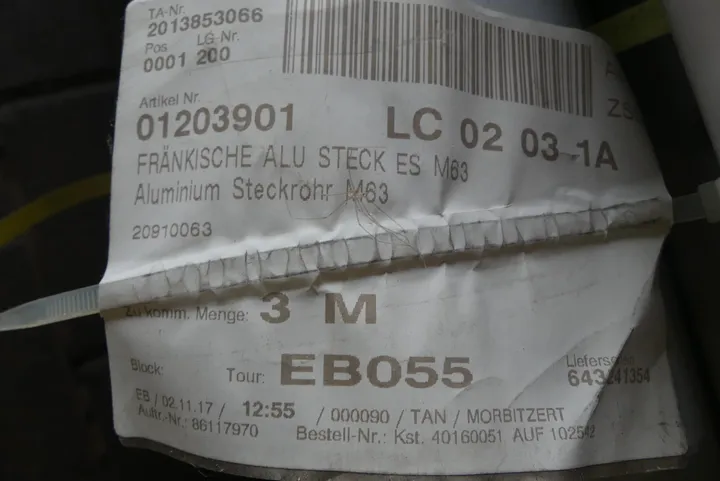 TA-Nr.
2013853066
Pos LG-Nr.
0001 200
Artikel Nr.
01203901 LC 02 03-1A
FRÄNKISCHE ALU STECK ES M63
Aluminium Steckrohr M63
20910063
Zu komm. Menge: 3 M
Block: Tour: EB055
643241354
EB / 02.11.17 / 12:55 / 000090 / TAN / MORBITZERT
Auftr.-Nr.: 86117970 Bestell-Nr.: Kst. 40160051 AUF 102542